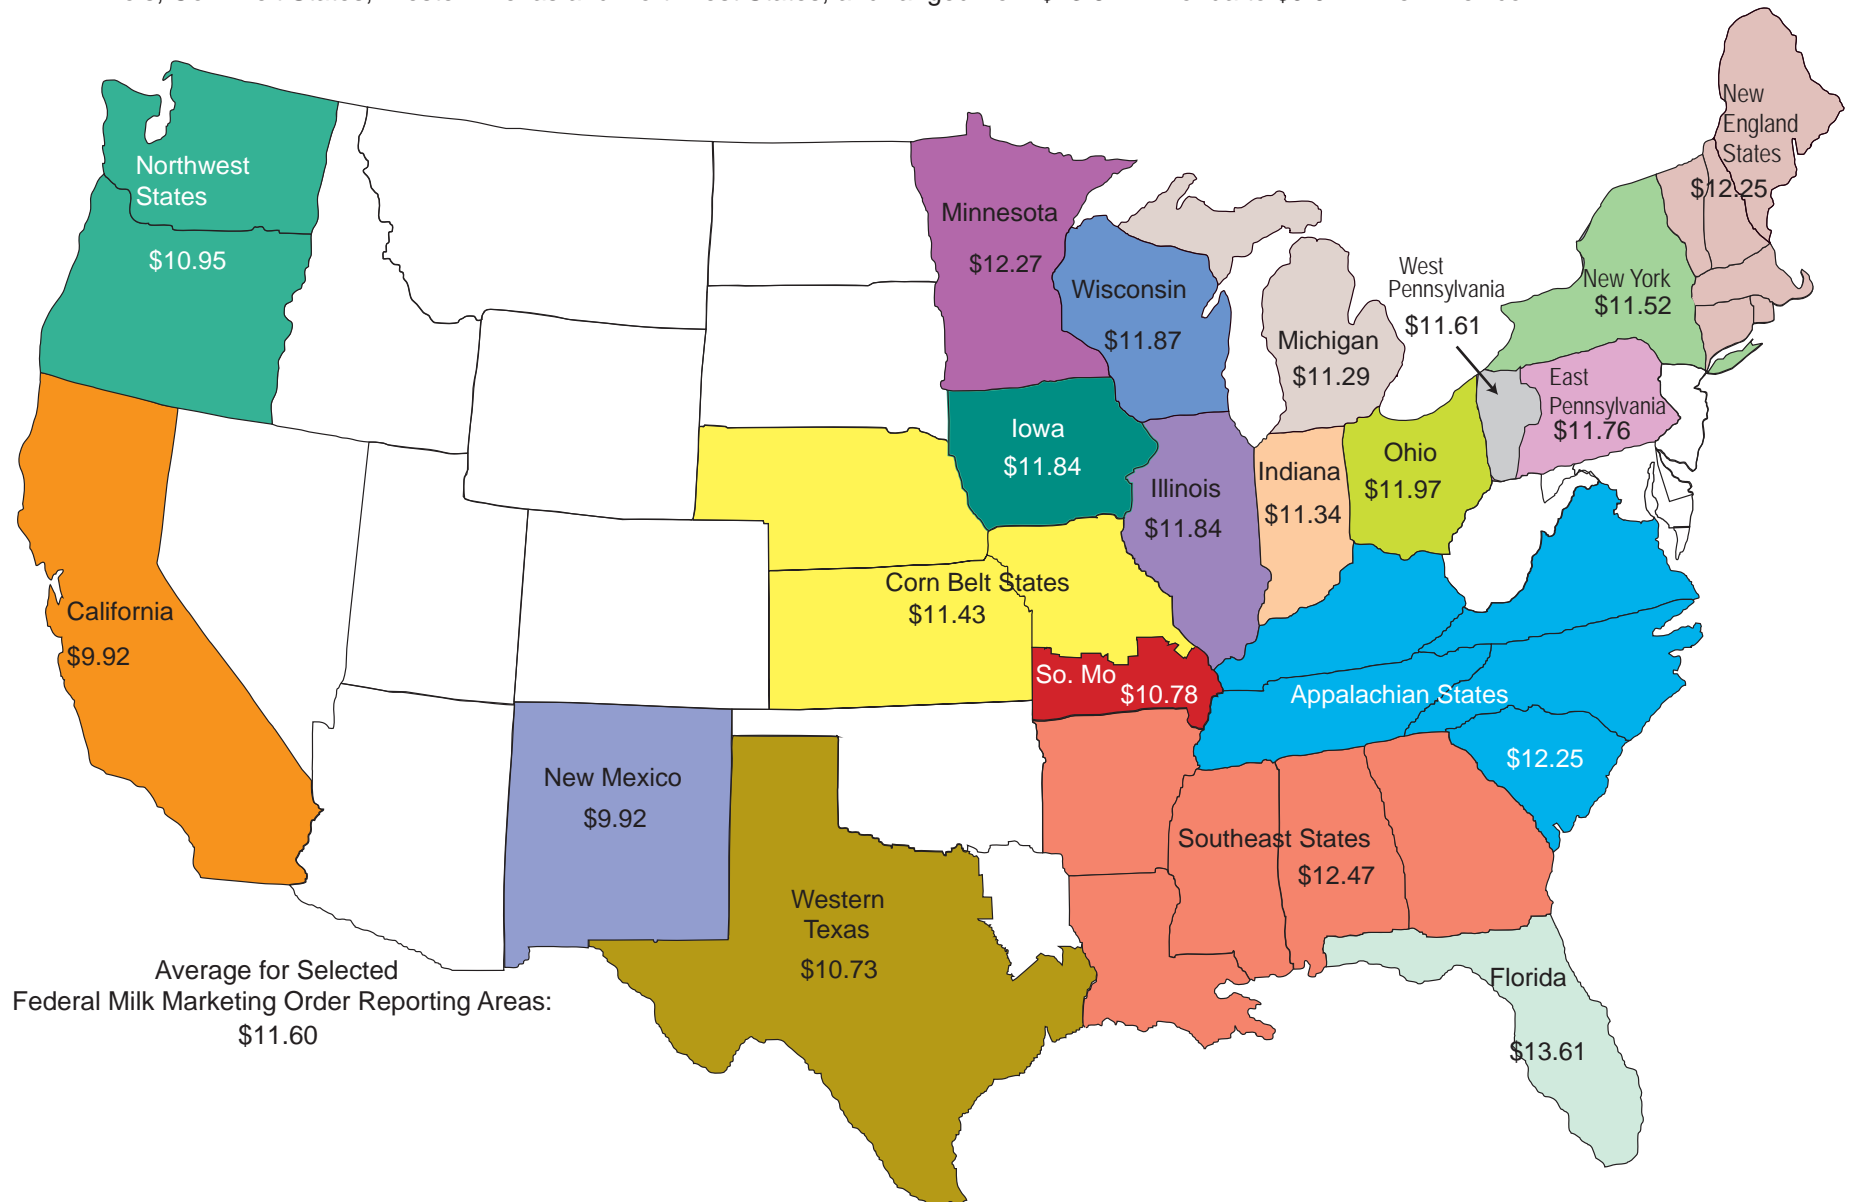 New
England
States
$12.25
Northwest
States
$10.95
Minnesota
$12.27
Wisconsin
$11.87
Michigan
$11.29
West
Pennsylvania
$11.61
New York
$11.52
East
Pennsylvania
$11.76
Iowa
$11.84
Illinois
$11.84
Indiana
$11.34
Ohio
$11.97
Corn Belt States
$11.43
California
$9.92
So. Mo
$10.78
Appalachian States
$12.25
New Mexico
$9.92
Southeast States
$12.47
Western
Texas
$10.73
Florida
$13.61
Average for Selected
Federal Milk Marketing Order Reporting Areas:
$11.60